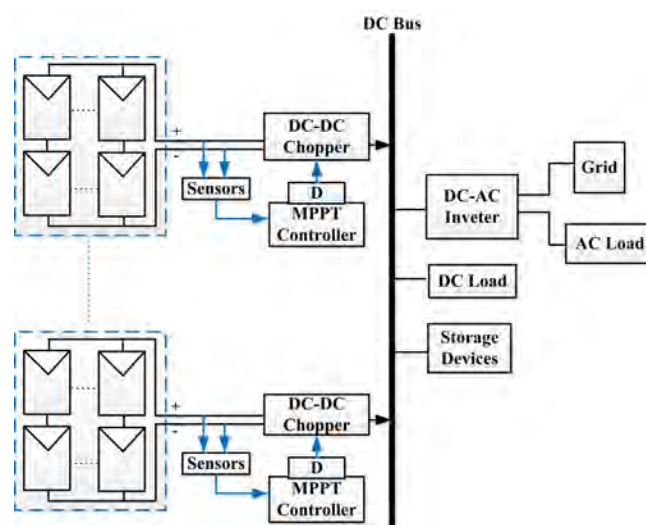 DC Bus
+
-
DC-DC
Chopper
Sensors
D
MPPT
Controller
DC-AC
Inveter
Grid
AC Load
DC Load
Storage
Devices
+
-
DC-DC
Chopper
Sensors
D
MPPT
Controller